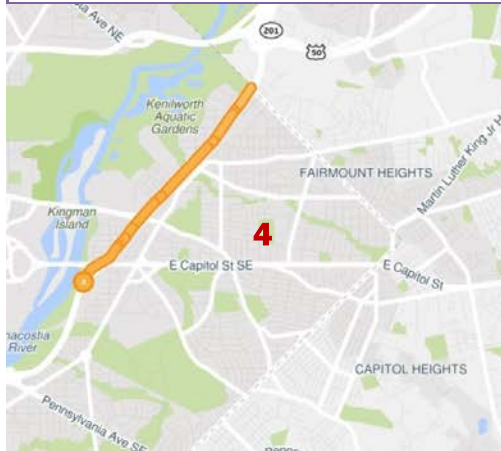 Ave NE
201
50
Kenilworth
Aquatic
Gardens
FAIRMOUNT HEIGHTS
Martin Luther King Jr H
Kingman
Island
4
E Capitol St SE
E Capitol St
nacostia
River
CAPITOL HEIGHTS
Pennsylvania Ave SE